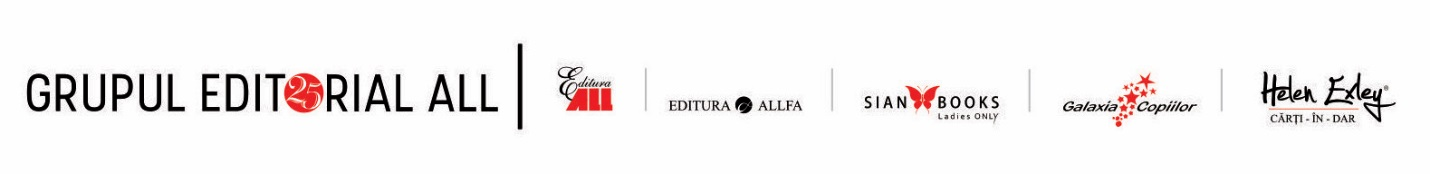 GRUPUL EDIT25RIAL ALL
Editura
ALL
EDITURA ALLFA
SIAN BOOKS
Ladies ONLY
Galaxia Copiilor
Helen Exley®
CĂRȚI - ÎN - DAR